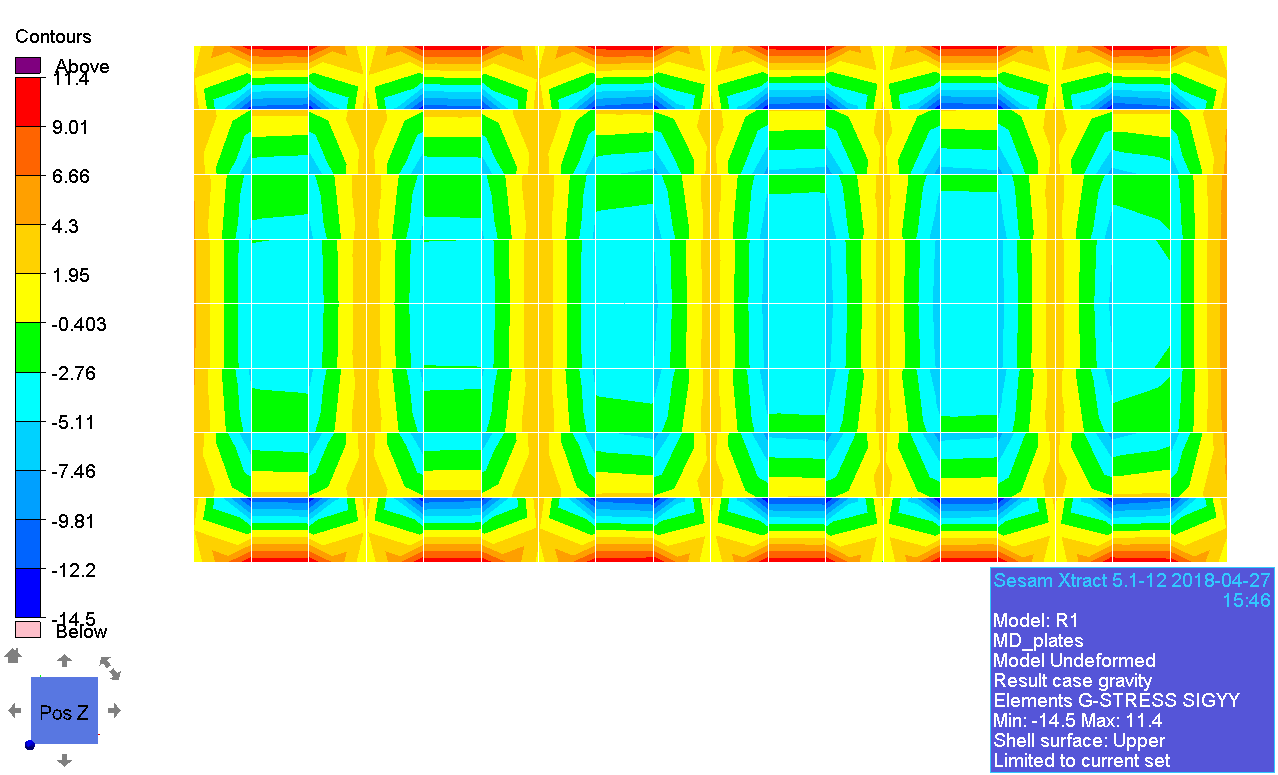 Contours
Above
11.4
9.01
6.66
4.3
1.95
-0.403
-2.76
-5.11
-7.46
-9.81
-12.2
-14.5
Below
Pos Z
Sesam Xtract 5.1-12 2018-04-27
15:46
Model: R1
MD_plates
Model Undeformed
Result case gravity
Elements G-STRESS SIGYY
Min: -14.5 Max: 11.4
Shell surface: Upper
Limited to current set